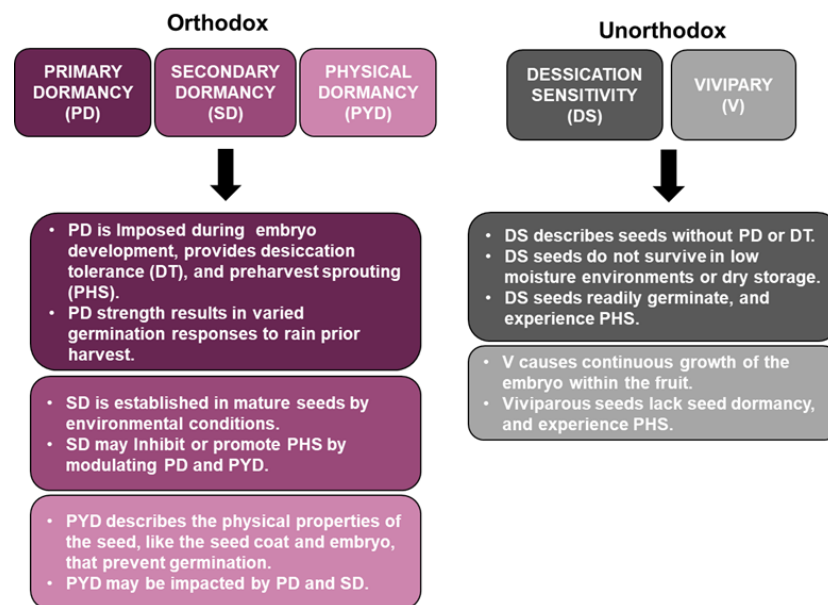 Orthodox
PRIMARY
DORMANCY
(PD)
SECONDARY
DORMANCY
(SD)
PHYSICAL
DORMANCY
(PYD)
• PD is Imposed during embryo
development, provides desiccation
tolerance (DT), and preharvest sprouting
(PHS).
• PD strength results in varied
germination responses to rain prior
harvest.
• SD is established in mature seeds by
environmental conditions.
• SD may Inhibit or promote PHS by
modulating PD and PYD.
• PYD describes the physical properties of
the seed, like the seed coat and embryo,
that prevent germination.
• PYD may be impacted by PD and SD.
Unorthodox
DESSICATION
SENSITIVITY
(DS)
VIVIPARY
(V)
• DS describes seeds without PD or DT.
• DS seeds do not survive in low
moisture environments or dry storage.
• DS seeds readily germinate, and
experience PHS.
• V causes continuous growth of the
embryo within the fruit.
• Viviparous seeds lack seed dormancy,
and experience PHS.